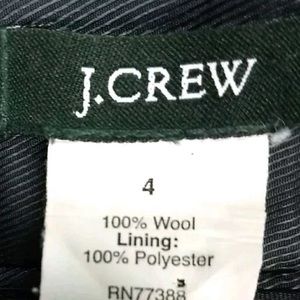 J.CREW
4
100% Wool
Lining:
100% Polyester
RN77388